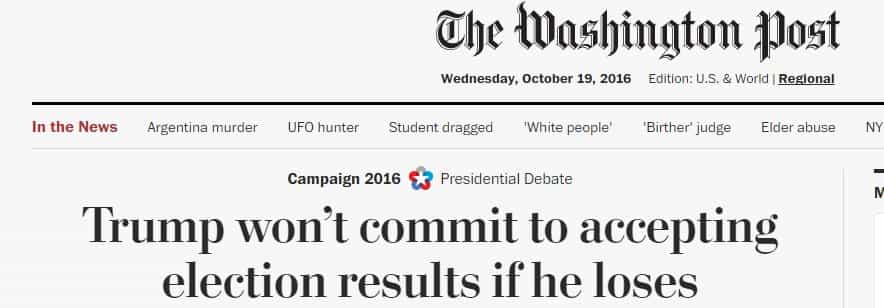 The Washington Post
Wednesday, October 19, 2016 Edition: U.S. & World | Regional
In the News Argentina murder UFO hunter Student dragged 'White people' 'Birther' judge Elder abuse NY
Campaign 2016 Presidential Debate
M
Trump won’t commit to accepting
election results if he loses